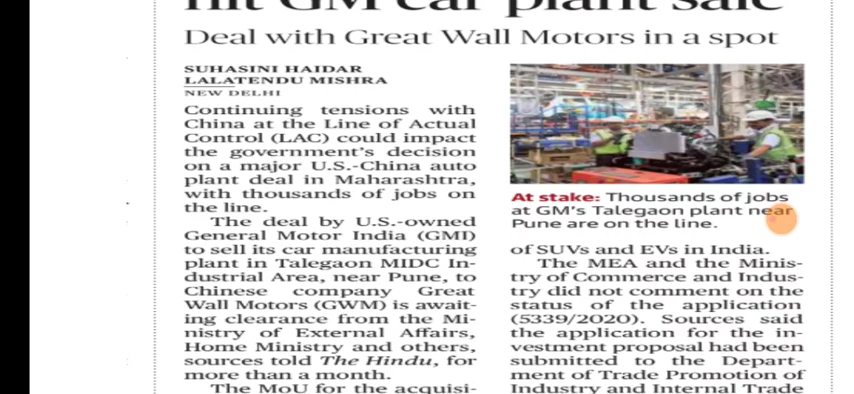 hit GM car plant sale
Deal with Great Wall Motors in a spot
SUHASINI HAIDAR
LALATENDU MISHRA
NEW DELHI
Continuing tensions with
China at the Line of Actual
Control (LAC) could impact
the government's decision
on a major U.S.-China auto
plant deal in Maharashtra,
with thousands of jobs on
the line.
The deal by U.S.-owned
General Motor India (GMI)
to sell its car manufacturing
plant in Talegaon MIDC In-
dustrial Area, near Pune, to
Chinese company Great
Wall Motors (GWM) is await-
ing clearance from the Mi-
nistry of External Affairs,
Home Ministry and others,
sources told The Hindu, for
more than a month.
The MoU for the acquisi-
At stake: Thousands of jobs
at GM's Talegaon plant near
Pune are on the line.
of SUVs and EVs in India.
The MEA and the Minis-
try of Commerce and Indus-
try did not comment on the
status of the application
(5339/2020). Sources said
the application for the in-
vestment proposal had been
submitted to the Depart-
ment of Trade Promotion of
Industry and Internal Trade